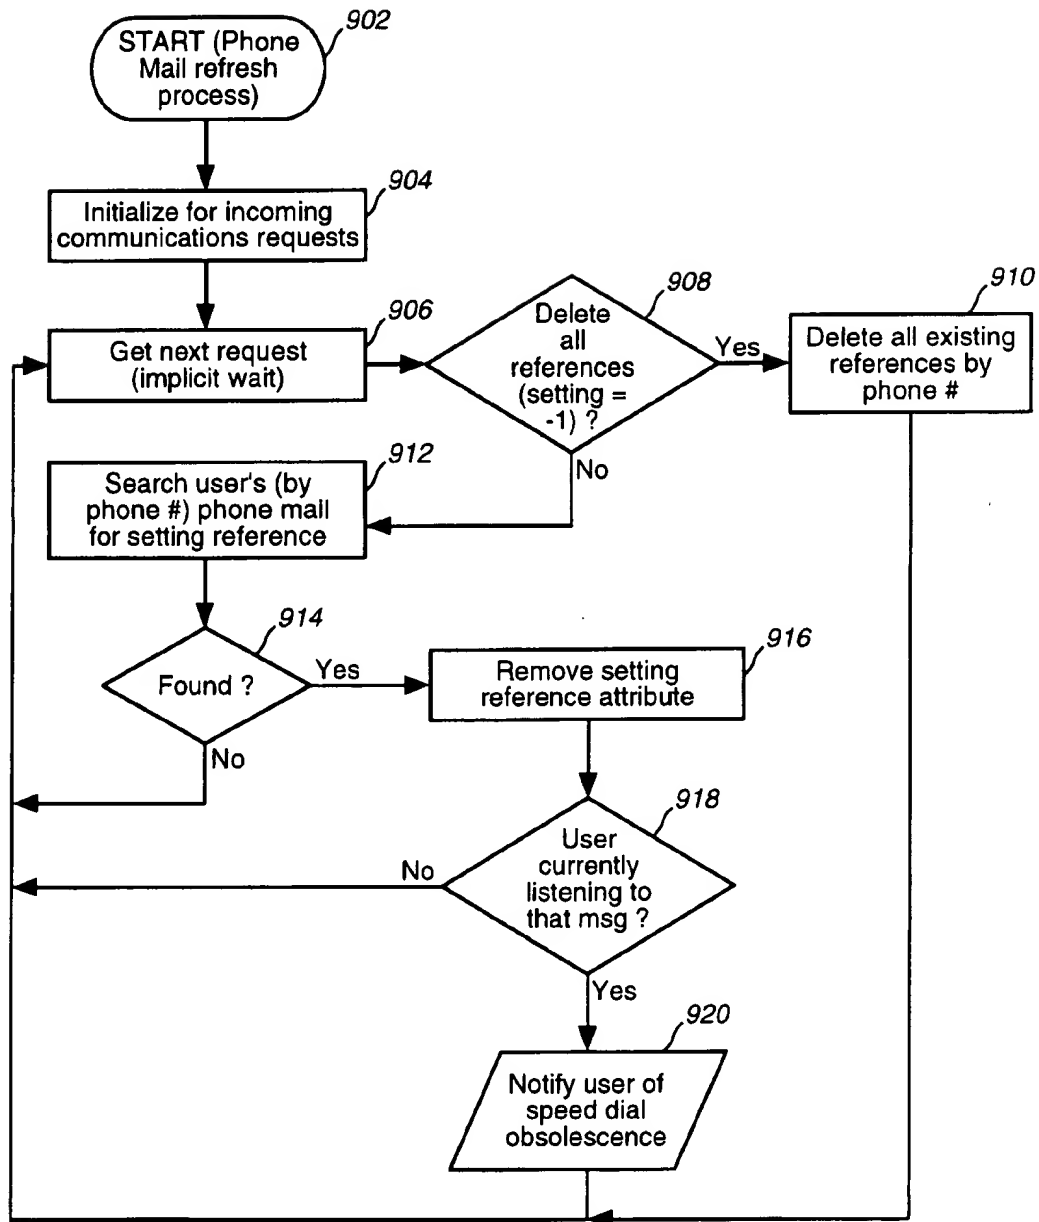 902
START (Phone
Mail refresh
process)
904
Initialize for incoming
communications requests
906
Get next request
(implicit wait)
908
Delete
all
references
(setting =
-1) ?
Yes
910
Delete all existing
references by
phone #
No
912
Search user's (by
phone #) phone mail
for setting reference
914
Found ?
Yes
916
Remove setting
reference attribute
No
918
User
currently
listening to
that msg ?
No
Yes
920
Notify user of
speed dial
obsolescence